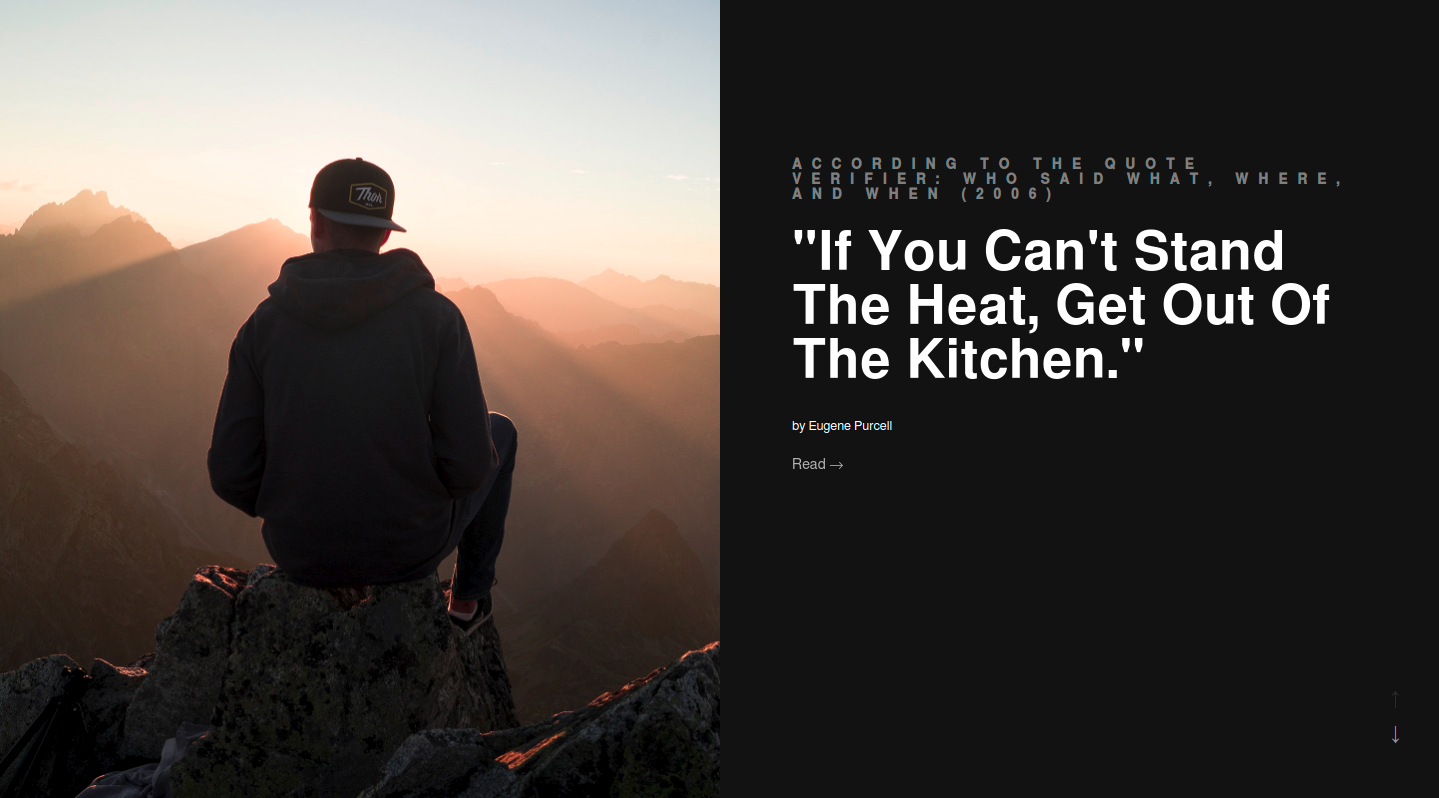 Thor
ACCORDING TO THE QUOTE
VERIFIER: WHO SAID WHAT, WHERE,
AND WHEN (2006)
"If You Can't Stand
The Heat, Get Out Of
The Kitchen."
by Eugene Purcell
Read →
↑
↓